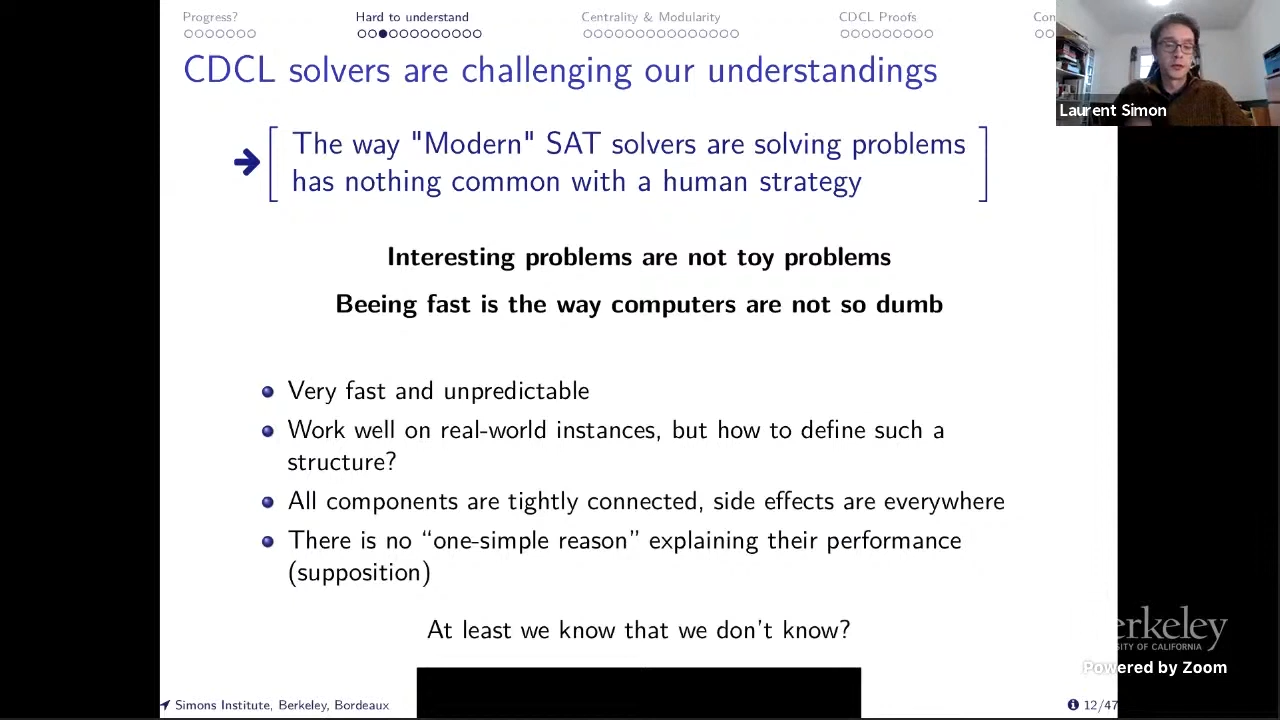 Progress?
Hard to understand
Centrality & Modularity
CDCL Proofs
Con
CDCL solvers are challenging our understandings
Laurent Simon
The way "Modern" SAT solvers are solving problems
has nothing common with a human strategy
Interesting problems are not toy problems
Beeing fast is the way computers are not so dumb
Very fast and unpredictable
Work well on real-world instances, but how to define such a
structure?
All components are tightly connected, side effects are everywhere
There is no “one-simple reason” explaining their performance
(supposition)
At least we know that we don't know?
erkeley
SITY OF CALIFORNIA
Powered by Zoom
Simons Institute, Berkeley, Bordeaux
12/47